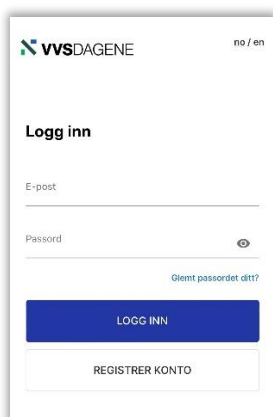 VVSDAGENE
no / en
Logg inn
E-post
Passord
Glemt passordet ditt?
LOGG INN
REGISTRER KONTO